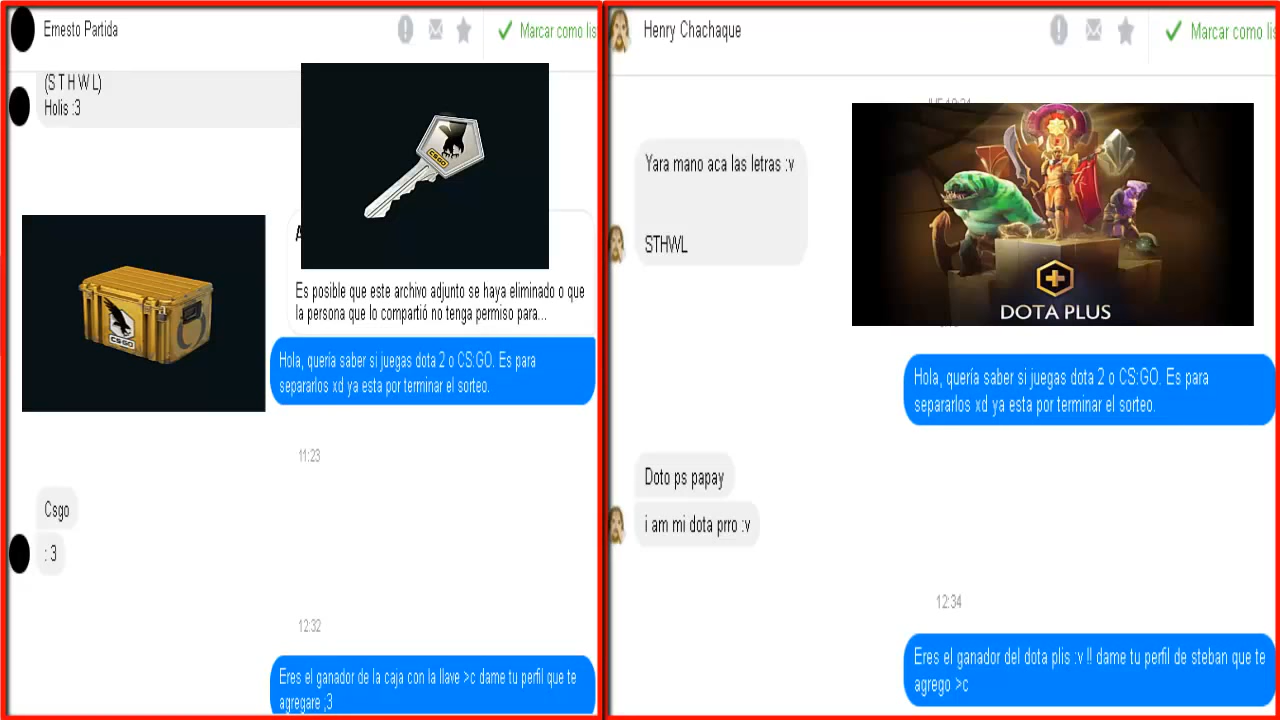 Ernesto Partida
Marcar como lis
(S T H W L)
Holis :3
CS:GO
CS:GO
Es posible que este archivo adjunto se haya eliminado o que
la persona que lo compartió no tenga permiso para...
Hola, quería saber si juegas dota 2 o CS:GO. Es para
separarlos xd ya esta por terminar el sorteo.
11:23
Csgo
: 3
12:32
Eres el ganador de la caja con la llave >c dame tu perfil que te
agregare ;3
Henry Chachaque
Marcar como lis
Yara mano aca las letras :v
STHWL
DOTA PLUS
Hola, quería saber si juegas dota 2 o CS:GO. Es para
separarlos xd ya esta por terminar el sorteo.
Doto ps papay
i am mi dota prro :v
12:34
Eres el ganador del dota plis :v !! dame tu perfil de steban que te
agrego >c